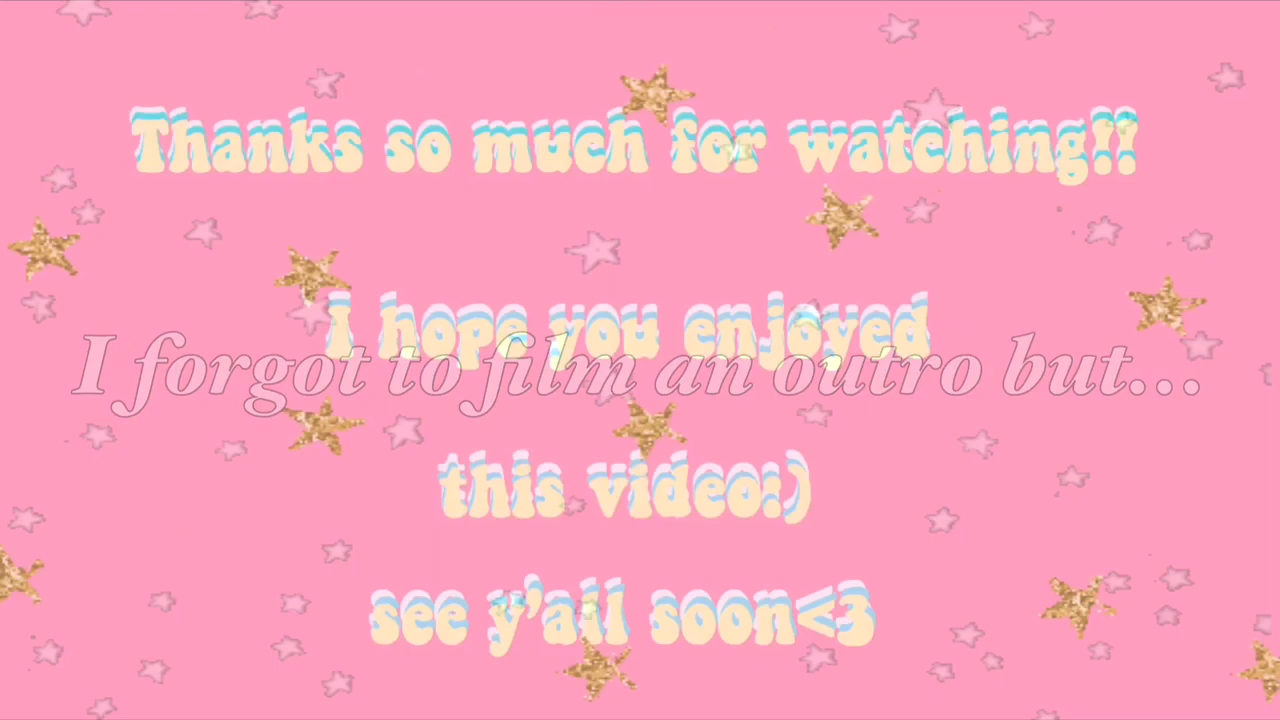 Thanks so much for watching!!
I hope you enjoyed
I forgot to film an outro but...
this video:)
see y'all soon<3